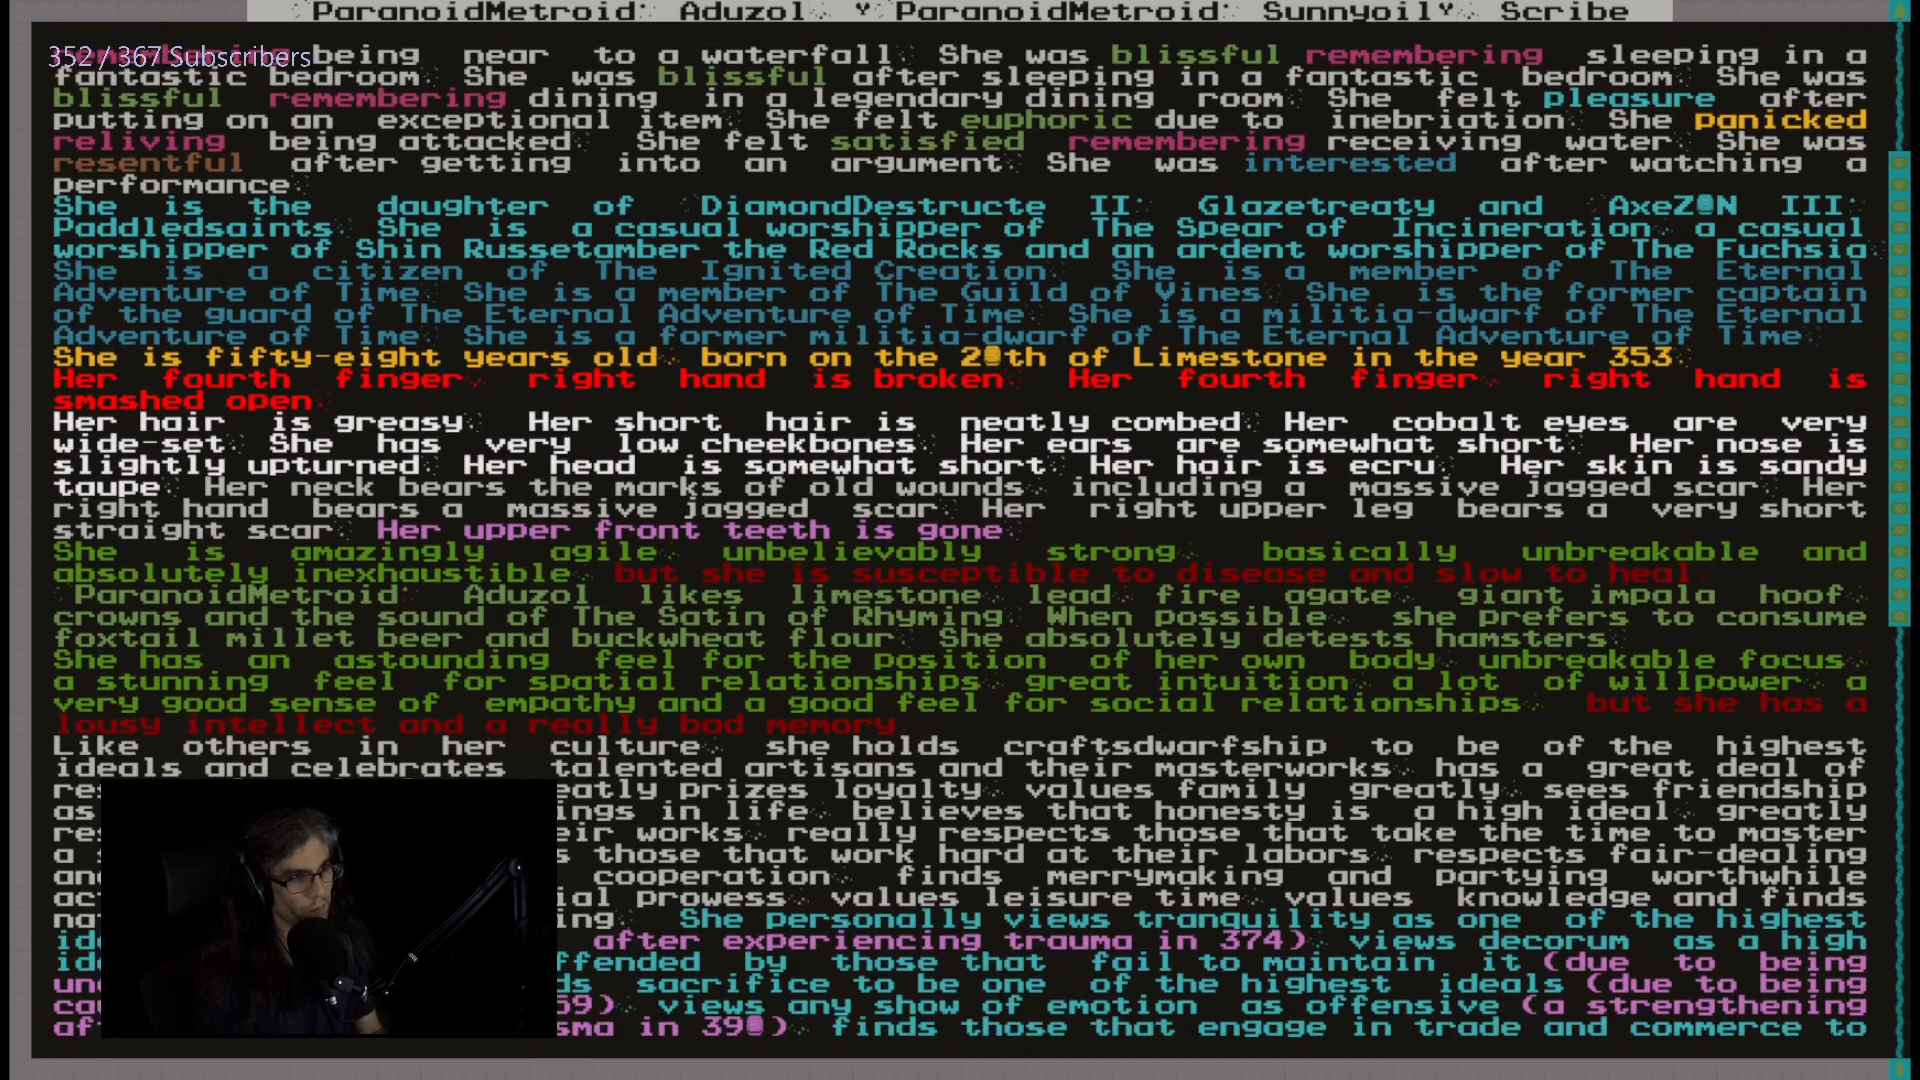 `ParanoidMetroid' Aduzol "ParanoidMetroid" Sunnyoil", Scribe
352 / 367 Subscribers
remembering being near to a waterfall. She was blissful remembering sleeping in a
fantastic bedroom. She was blissful after sleeping in a fantastic bedroom. She was
blissful remembering dining in a legendary dining room. She felt pleasure after
putting on an exceptional item. She felt euphoric due to inebriation. She panicked
reliving being attacked. She felt satisfied remembering receiving water. She was
resentful after getting into an argument. She was interested after watching a
performance.
She is the daughter of `DiamondDestructe II' Glazetreaty and `AxeZ0N III'
Paddledsaints. She is a casual worshipper of The Spear of Incineration, a casual
worshipper of Shin Russetamber the Red Rocks and an ardent worshipper of The Fuchsia.
She is a citizen of The Ignited Creation. She is a member of The Eternal
Adventure of Time. She is a member of The Guild of Vines. She is the former captain
of the guard of The Eternal Adventure of Time. She is a militia-dwarf of The Eternal
Adventure of Time. She is a former militia-dwarf of The Eternal Adventure of Time.
She is fifty-eight years old, born on the 20th of Limestone in the year 353.
Her fourth finger, right hand is broken. Her fourth finger, right hand is
smashed open.
Her hair is greasy. Her short hair is neatly combed. Her cobalt eyes are very
wide-set. She has very low cheekbones. Her ears are somewhat short. Her nose is
slightly upturned. Her head is somewhat short. Her hair is ecru. Her skin is sandy
taupe. Her neck bears the marks of old wounds, including a massive jagged scar. Her
right hand bears a massive jagged scar. Her right upper leg bears a very short
straight scar. Her upper front teeth is gone.
She is amazingly agile, unbelievably strong, basically unbreakable and
absolutely inexhaustible, but she is susceptible to disease and slow to heal.
`ParanoidMetroid' Aduzol likes limestone, lead, fire agate, giant impala hoof,
crowns and the sound of The Satin of Rhyming. When possible, she prefers to consume
foxtail millet beer and buckwheat flour. She absolutely detests hamsters.
She has an astounding feel for the position of her own body, unbreakable focus,
a stunning feel for spatial relationships, great intuition, a lot of willpower, a
very good sense of empathy and a good feel for social relationships, but she has a
lousy intellect and a really bad memory.
Like others in her culture, she holds craftsdwarfship to be of the highest
ideals and celebrates talented artisans and their masterworks, has a great deal of
re eatly prizes loyalty, values family greatly, sees friendship
as ings in life, believes that honesty is a high ideal, greatly
re eir works, really respects those that take the time to master
a s those that work hard at their labors, respects fair-dealing
and cooperation, finds merrymaking and partying worthwhile
act ial prowess, values leisure time, values knowledge and finds
na ing. She personally views tranquility as one of the highest
ide after experiencing trauma in 374), views decorum as a high
id ffended by those that fail to maintain it (due to being
un ds sacrifice to be one of the highest ideals (due to being
ca 69), views any show of emotion as offensive (a strengthening
af sma in 390), finds those that engage in trade and commerce to